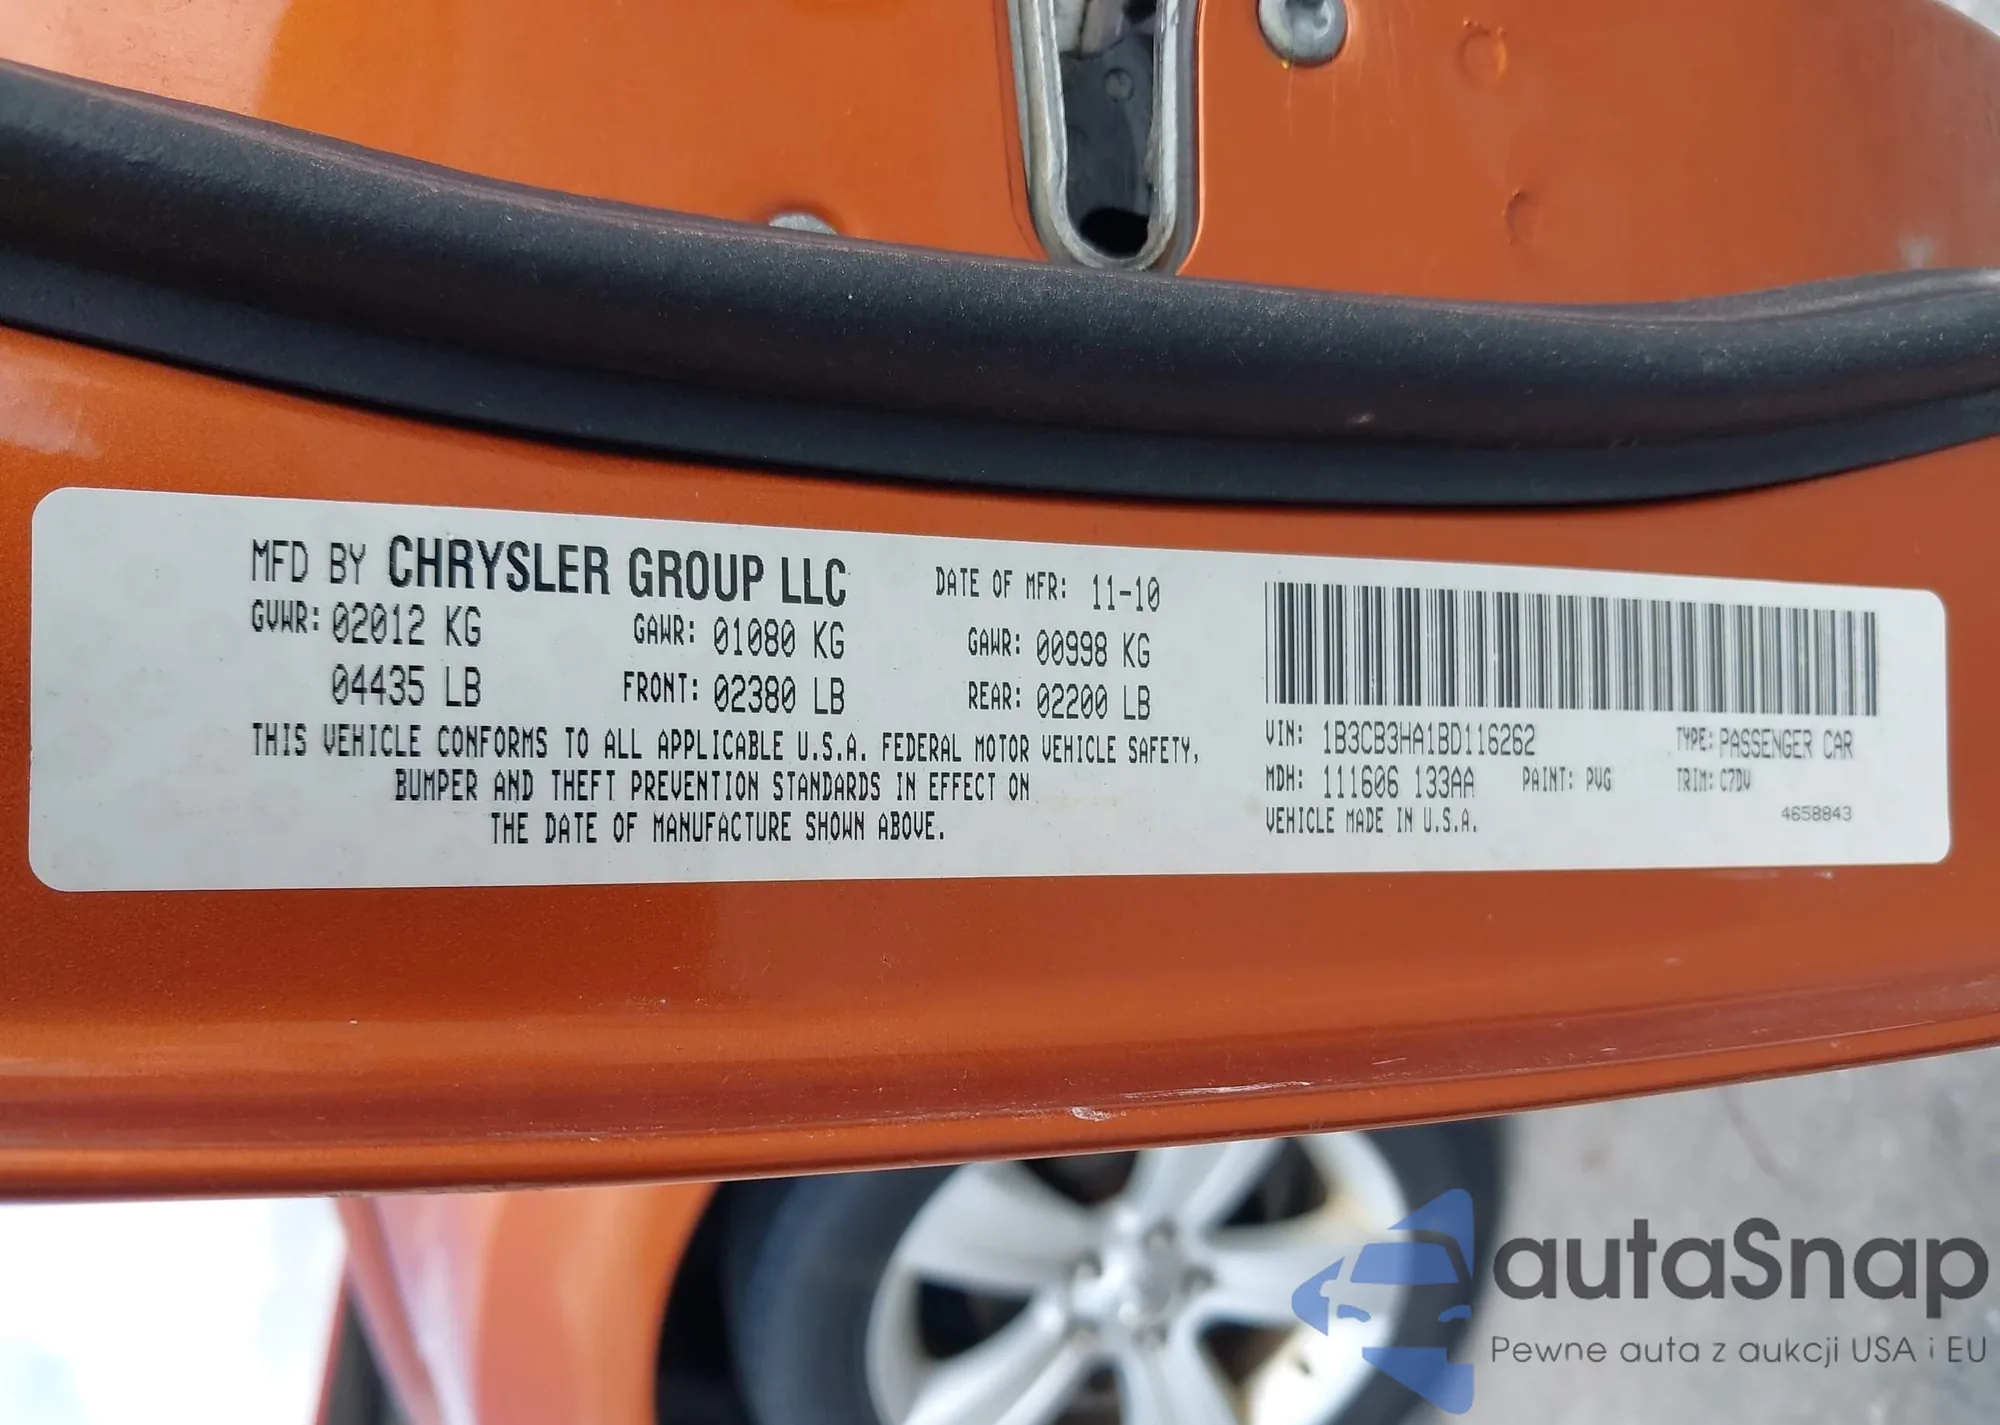 MFD BY CHRYSLER GROUP LLC DATE OF MFR: 11-10
GVWR: 02012 KG GAWR: 01080 KG GAWR: 00998 KG
04435 LB FRONT: 02380 LB REAR: 02200 LB
THIS VEHICLE CONFORMS TO ALL APPLICABLE U.S.A. FEDERAL MOTOR VEHICLE SAFETY,
BUMPER AND THEFT PREVENTION STANDARDS IN EFFECT ON
THE DATE OF MANUFACTURE SHOWN ABOVE.
VIN: 1B3CB3HA1BD116262 TYPE: PASSENGER CAR
MDH: 111606 133AA PAINT: PVG TRIM: C7DV
VEHICLE MADE IN U.S.A. 4658843
autaSnap
Pewne auta z aukcji USA i EU